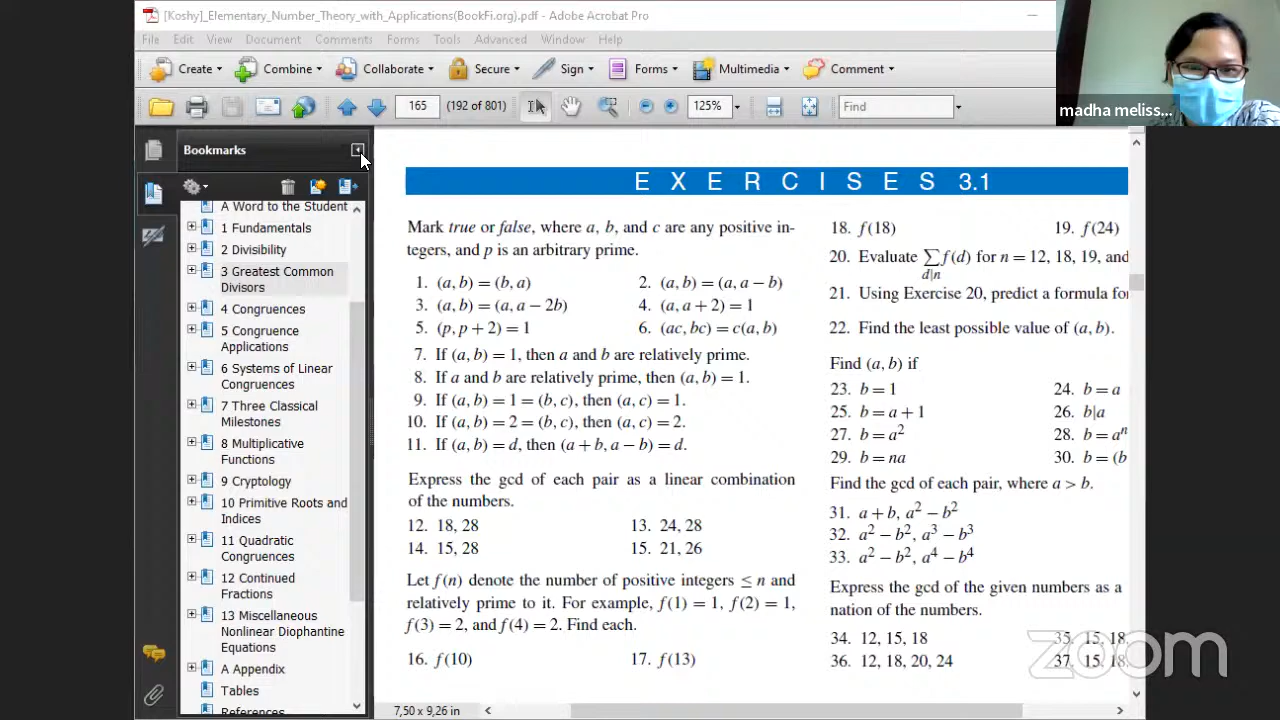 [Koshy]_Elementary_Number_Theory_with_Applications(BookFi.org).pdf - Adobe Acrobat Pro
File Edit View Document Comments Forms Tools Advanced Window Help
Create Combine Collaborate Secure Sign Forms Multimedia Comment
madha meliss...
165 (192 of 801) 125% Find
Bookmarks
A Word to the Student
1 Fundamentals
2 Divisibility
3 Greatest Common
Divisors
4 Congruences
5 Congruence
Applications
6 Systems of Linear
Congruences
7 Three Classical
Milestones
8 Multiplicative
Functions
9 Cryptology
10 Primitive Roots and
Indices
11 Quadratic
Congruences
12 Continued
Fractions
13 Miscellaneous
Nonlinear Diophantine
Equations
A Appendix
Tables
References
EXERCISES 3.1
Mark true or false, where a, b, and c are any positive in-
tegers, and p is an arbitrary prime.
1. (a, b) = (b, a) 2. (a, b) = (a, a − b)
3. (a, b) = (a, a − 2b) 4. (a, a + 2) = 1
5. (p, p + 2) = 1 6. (ac, bc) = c(a, b)
7. If (a, b) = 1, then a and b are relatively prime.
8. If a and b are relatively prime, then (a, b) = 1.
9. If (a, b) = 1 = (b, c), then (a, c) = 1.
10. If (a, b) = 2 = (b, c), then (a, c) = 2.
11. If (a, b) = d, then (a + b, a − b) = d.
Express the gcd of each pair as a linear combination
of the numbers.
12. 18, 28 13. 24, 28
14. 15, 28 15. 21, 26
Let f(n) denote the number of positive integers ≤ n and
relatively prime to it. For example, f(1) = 1, f(2) = 1,
f(3) = 2, and f(4) = 2. Find each.
16. f(10) 17. f(13)
18. f(18) 19. f(24)
20. Evaluate ∑ f(d) for n = 12, 18, 19, and
d|n
21. Using Exercise 20, predict a formula for
22. Find the least possible value of (a, b).
Find (a, b) if
23. b = 1 24. b = a
25. b = a + 1 26. b|a
27. b = a² 28. b = aⁿ
29. b = na 30. b = (b
Find the gcd of each pair, where a > b.
31. a + b, a² − b²
32. a² − b², a³ − b³
33. a² − b², a⁴ − b⁴
Express the gcd of the given numbers as a
nation of the numbers.
34. 12, 15, 18 35. 15, 18
36. 12, 18, 20, 24 37. 15, 18
zoom
7,50 x 9,26 in